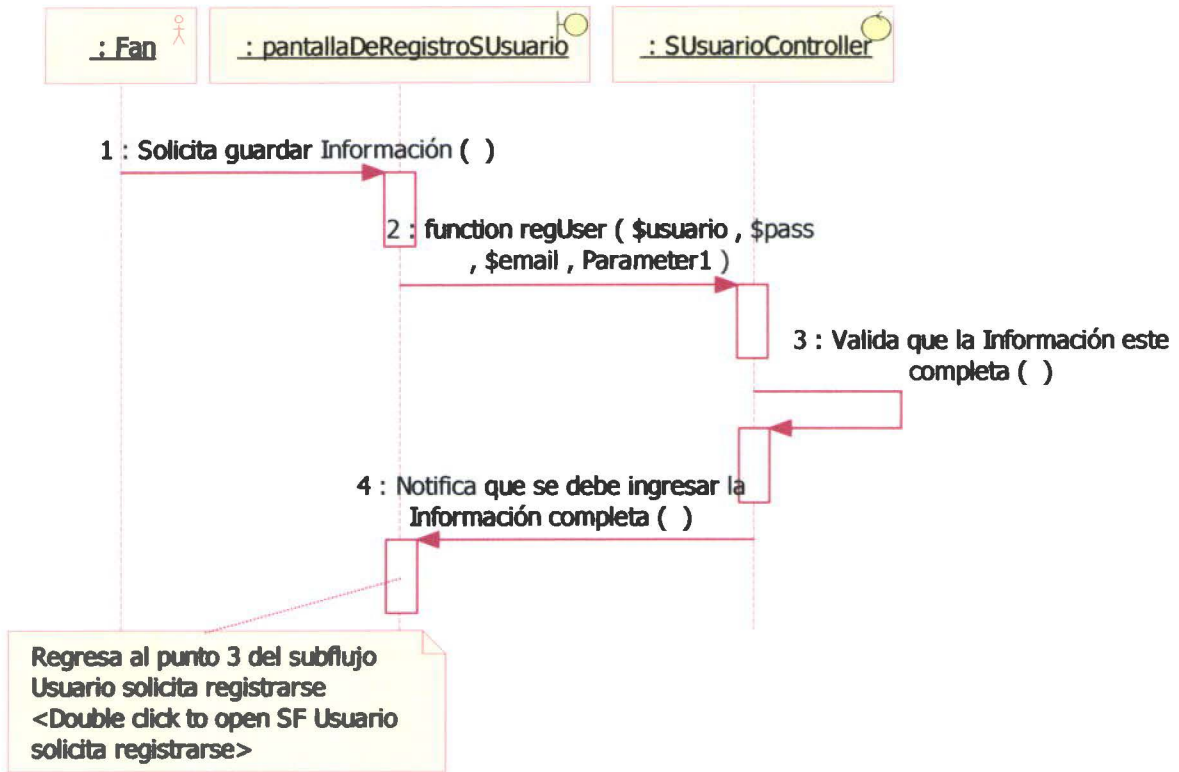 : Fan
: pantallaDeRegistroSUsuario
: SUsuarioController
1 : Solicita guardar Información ( )
2 : function regUser ( $usuario , $pass
, $email , Parameter1 )
3 : Valida que la Información este
completa ( )
4 : Notifica que se debe ingresar la
Información completa ( )
Regresa al punto 3 del subflujo
Usuario solicita registrarse
<Double click to open SF Usuario
solicita registrarse>